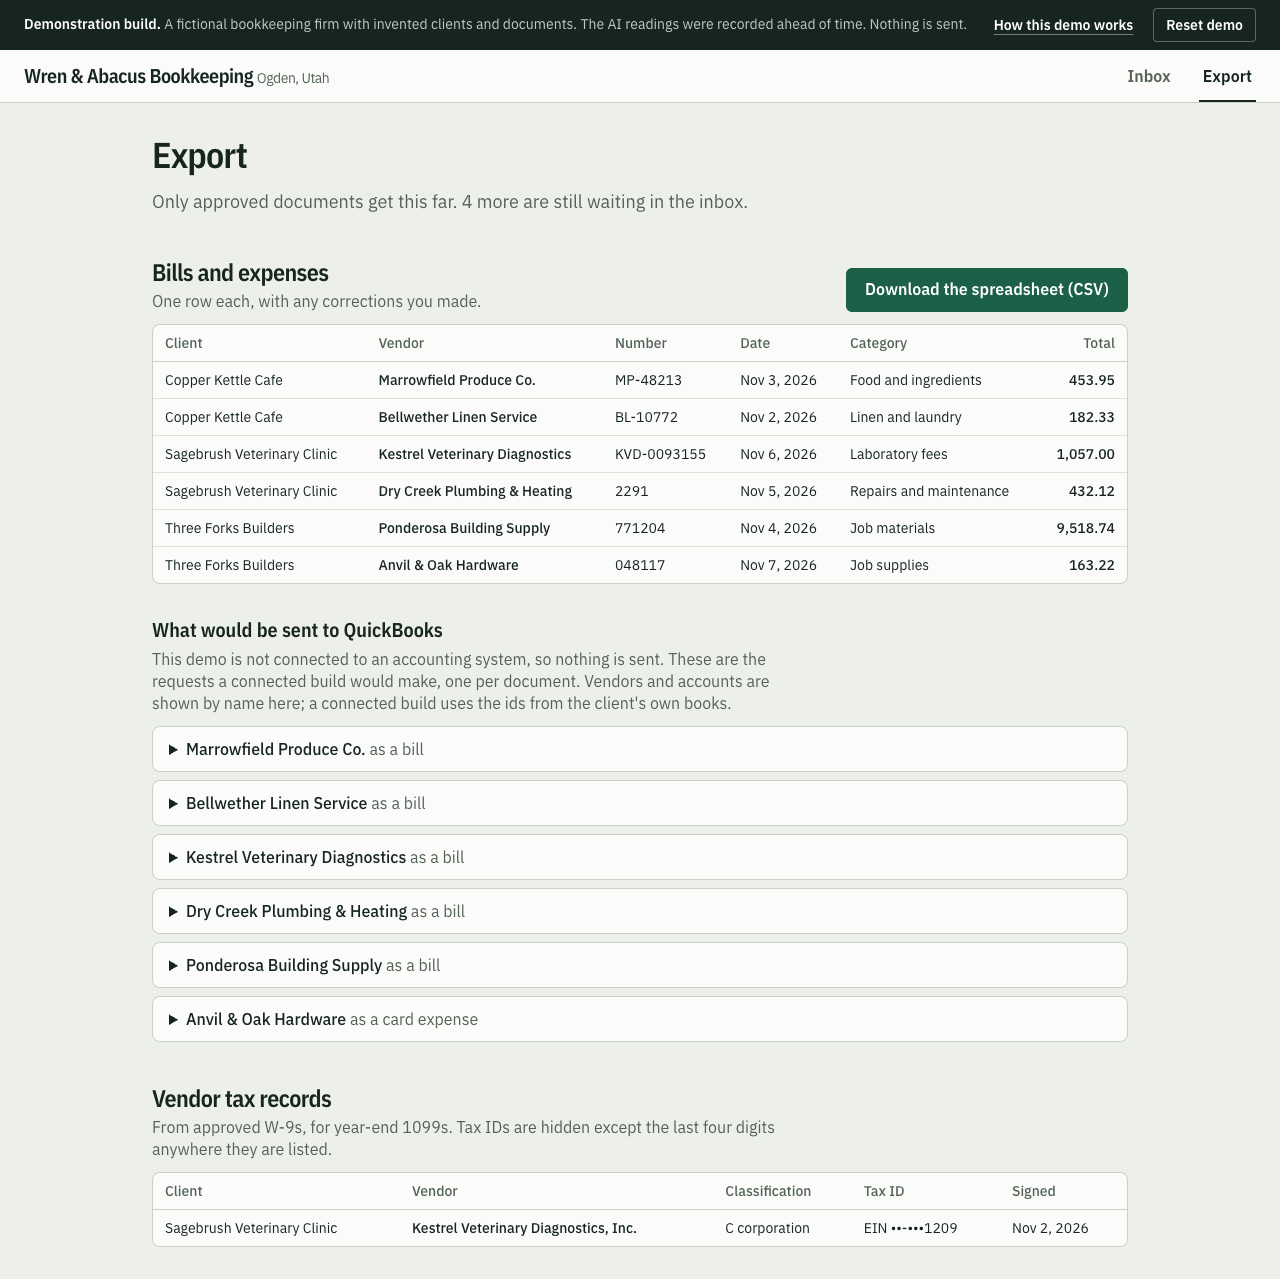 Demonstration build. A fictional bookkeeping firm with invented clients and documents. The AI readings were recorded ahead of time. Nothing is sent. How this demo works Reset demo
Wren & Abacus Bookkeeping Ogden, Utah Inbox Export
Export
Only approved documents get this far. 4 more are still waiting in the inbox.
Bills and expenses
One row each, with any corrections you made.
Download the spreadsheet (CSV)
Client Vendor Number Date Category Total
Copper Kettle Cafe Marrowfield Produce Co. MP-48213 Nov 3, 2026 Food and ingredients 453.95
Copper Kettle Cafe Bellwether Linen Service BL-10772 Nov 2, 2026 Linen and laundry 182.33
Sagebrush Veterinary Clinic Kestrel Veterinary Diagnostics KVD-0093155 Nov 6, 2026 Laboratory fees 1,057.00
Sagebrush Veterinary Clinic Dry Creek Plumbing & Heating 2291 Nov 5, 2026 Repairs and maintenance 432.12
Three Forks Builders Ponderosa Building Supply 771204 Nov 4, 2026 Job materials 9,518.74
Three Forks Builders Anvil & Oak Hardware 048117 Nov 7, 2026 Job supplies 163.22
What would be sent to QuickBooks
This demo is not connected to an accounting system, so nothing is sent. These are the
requests a connected build would make, one per document. Vendors and accounts are
shown by name here; a connected build uses the ids from the client's own books.
Marrowfield Produce Co. as a bill
Bellwether Linen Service as a bill
Kestrel Veterinary Diagnostics as a bill
Dry Creek Plumbing & Heating as a bill
Ponderosa Building Supply as a bill
Anvil & Oak Hardware as a card expense
Vendor tax records
From approved W-9s, for year-end 1099s. Tax IDs are hidden except the last four digits
anywhere they are listed.
Client Vendor Classification Tax ID Signed
Sagebrush Veterinary Clinic Kestrel Veterinary Diagnostics, Inc. C corporation EIN ••-•••1209 Nov 2, 2026